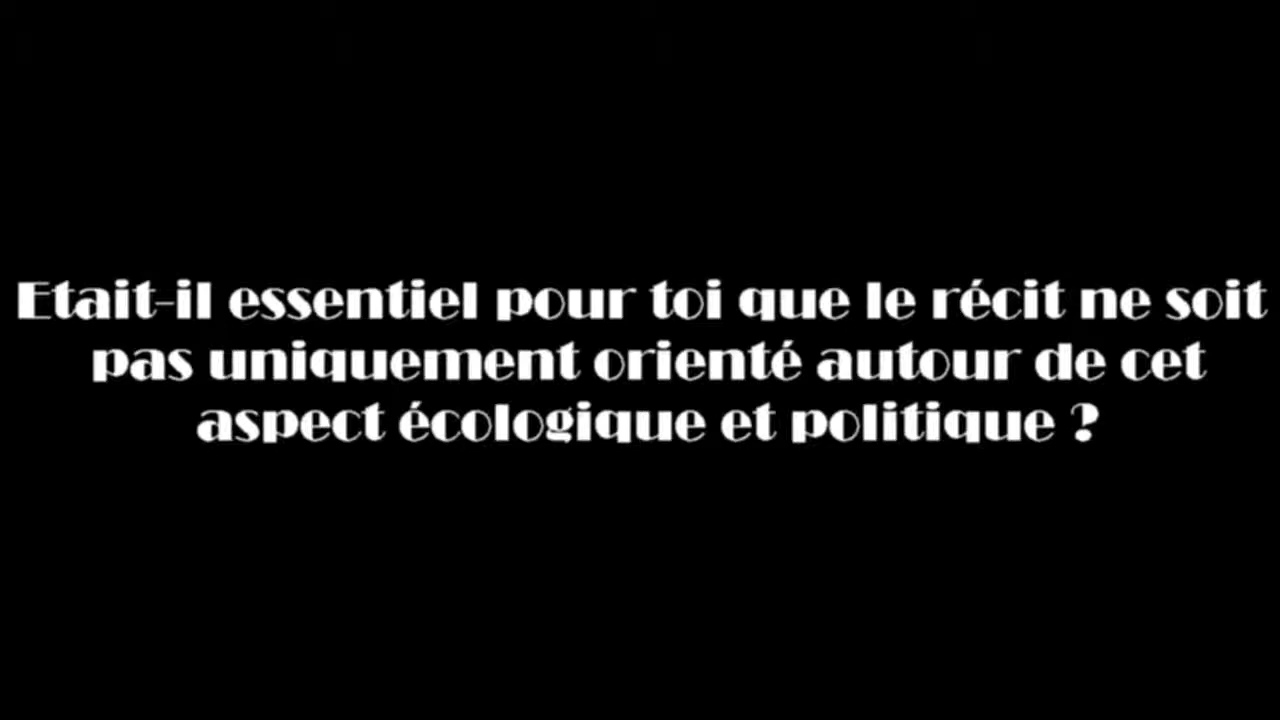 Etait-il essentiel pour toi que le récit ne soit
pas uniquement orienté autour de cet
aspect écologique et politique ?